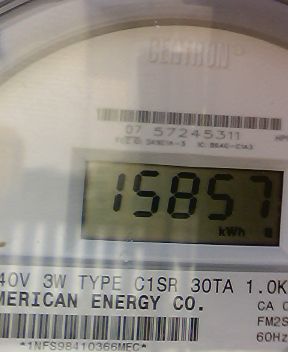 CENTRON®
07 57245311
15857
kWh
40V 3W TYPE C1SR 30TA 1.0K
MERICAN ENERGY CO.
CA 0
FM2S
60Hz
*1NFS98410366MEC*